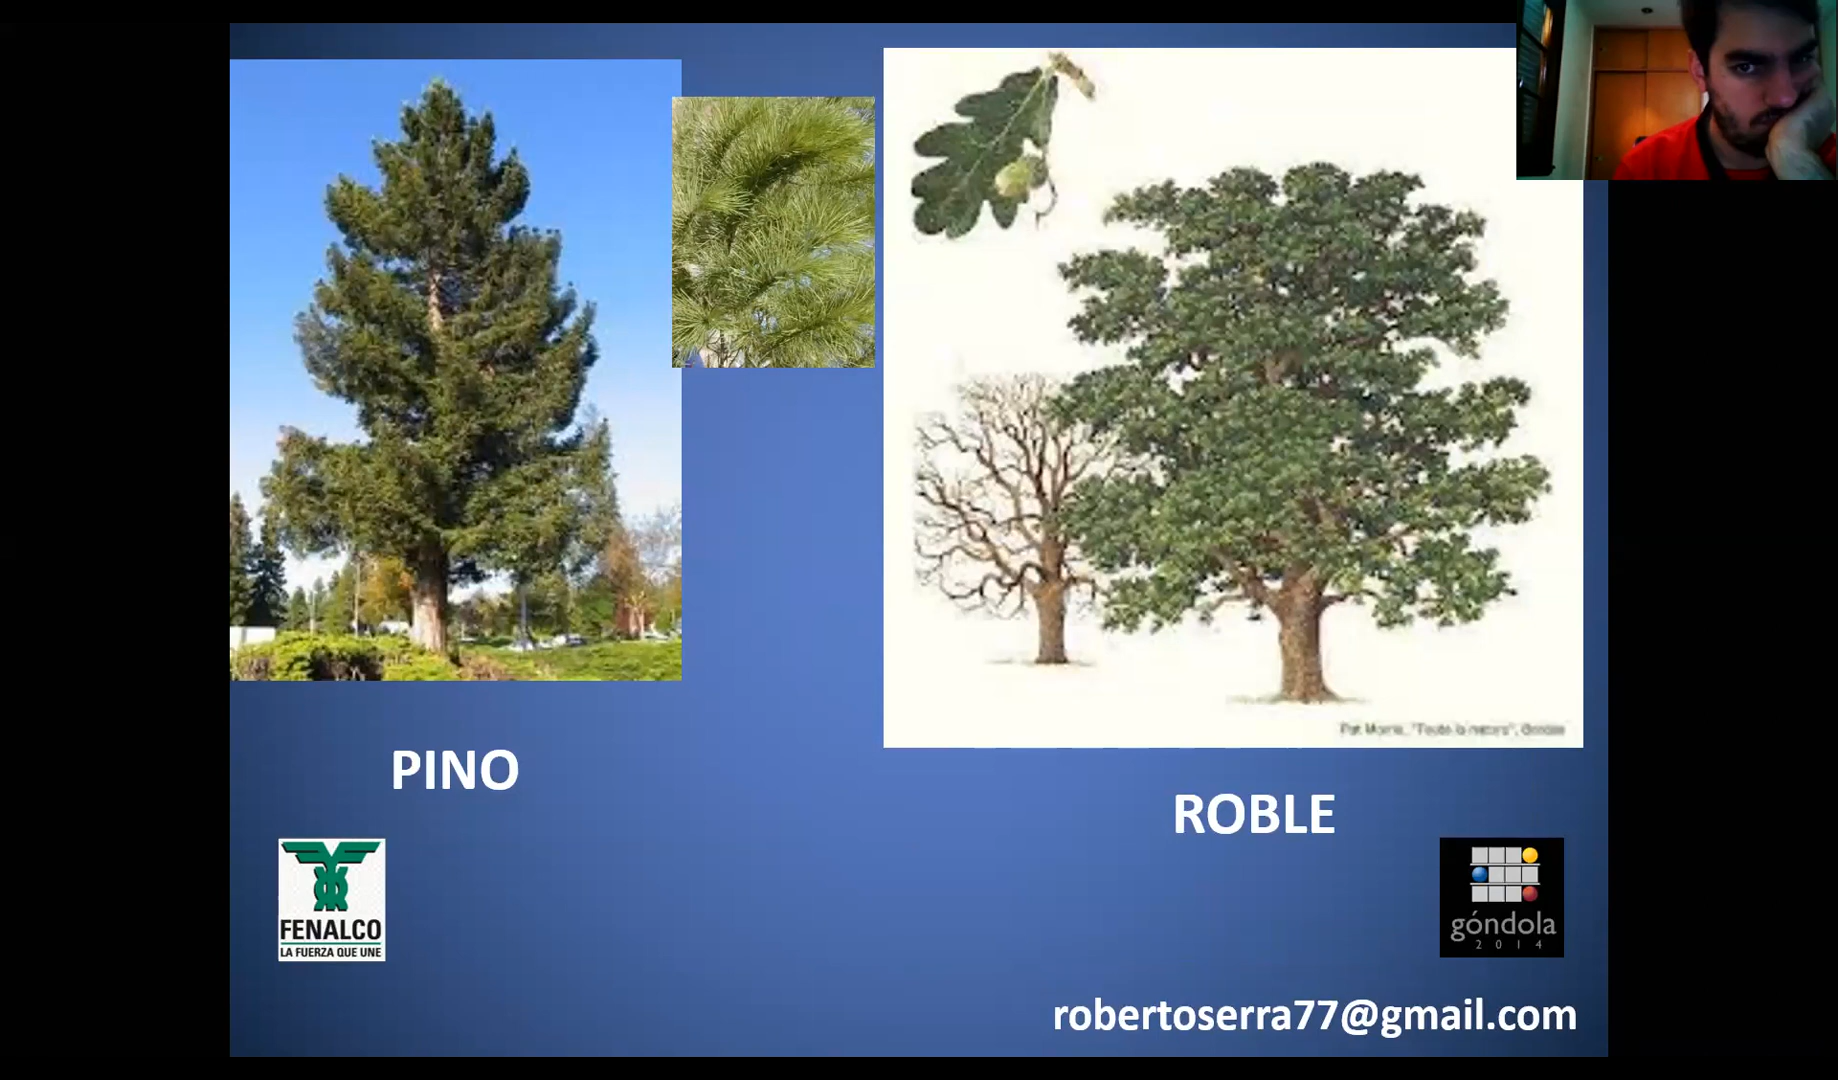 PINO
ROBLE
FENALCO
LA FUERZA QUE UNE
góndola
2014
robertoserra77@gmail.com